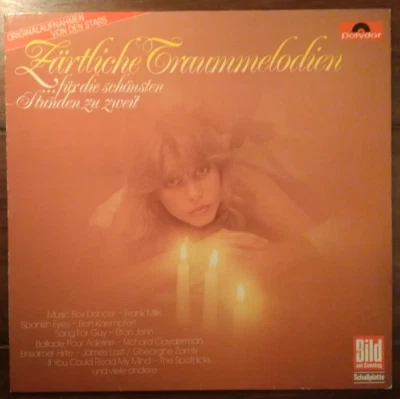 ORIGINALAUFNAHMEN
VON DEN STARS
Polydor
Zärtliche Traummelodien
...für die schönsten
Stunden zu zweit
Music Box Dancer - Frank Mills
Spanish Eyes - Bert Kaempfert
Song For Guy - Elton John
Ballade Pour Adeline - Richard Clayderman
Einsamer Hirte - James Last / Gheorghe Zamfir
If You Could Read My Mind - The Spotnicks
und viele andere
Bild
am Sonntag
Schallplatte